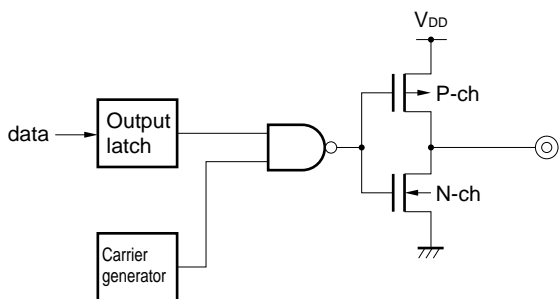 VDD
P-ch
data
Output
latch
N-ch
Carrier
generator